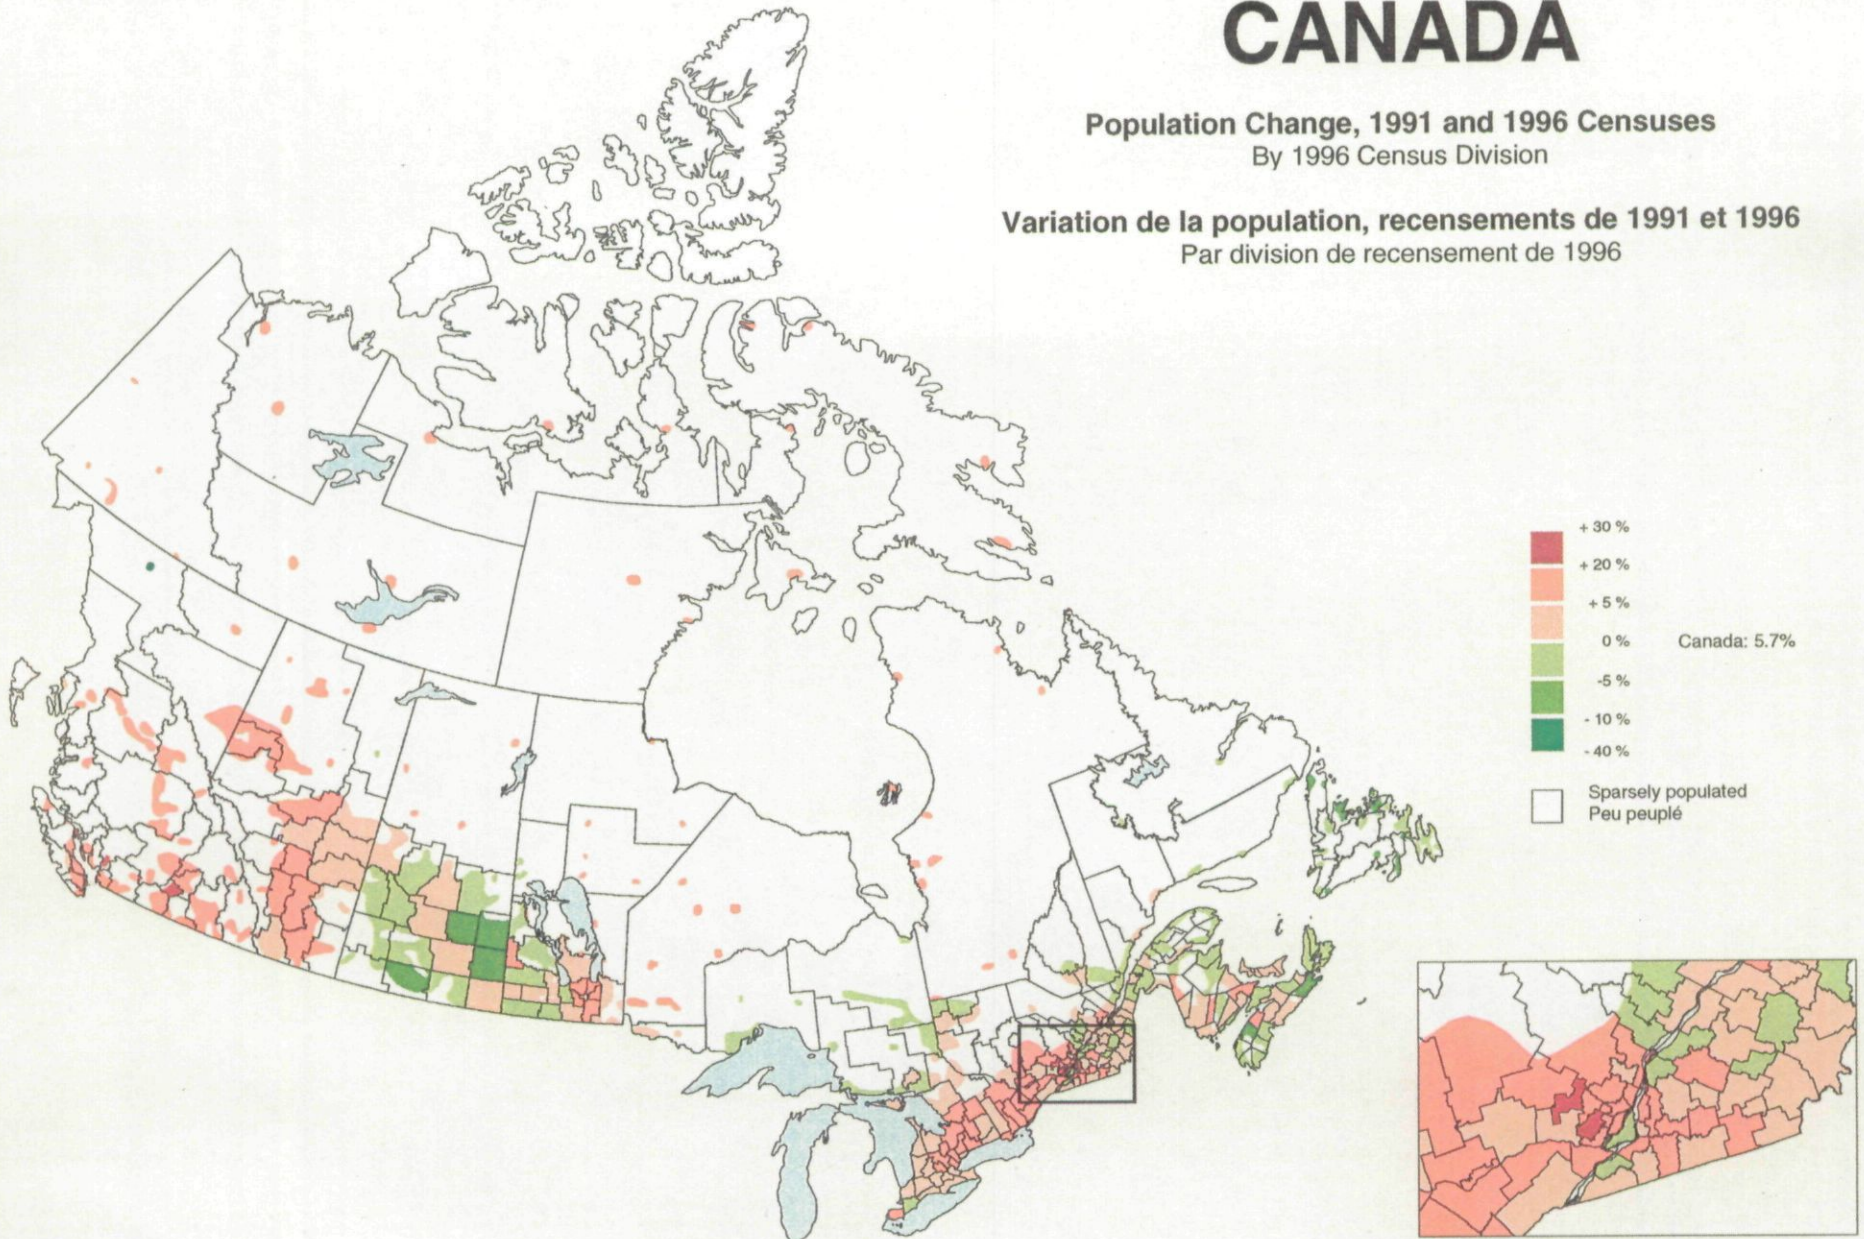 CANADA
Population Change, 1991 and 1996 Censuses
By 1996 Census Division
Variation de la population, recensements de 1991 et 1996
Par division de recensement de 1996
+ 30 %
+ 20 %
+ 5 %
0 %
Canada: 5.7%
-5 %
- 10 %
- 40 %
Sparsely populated
Peu peuplé